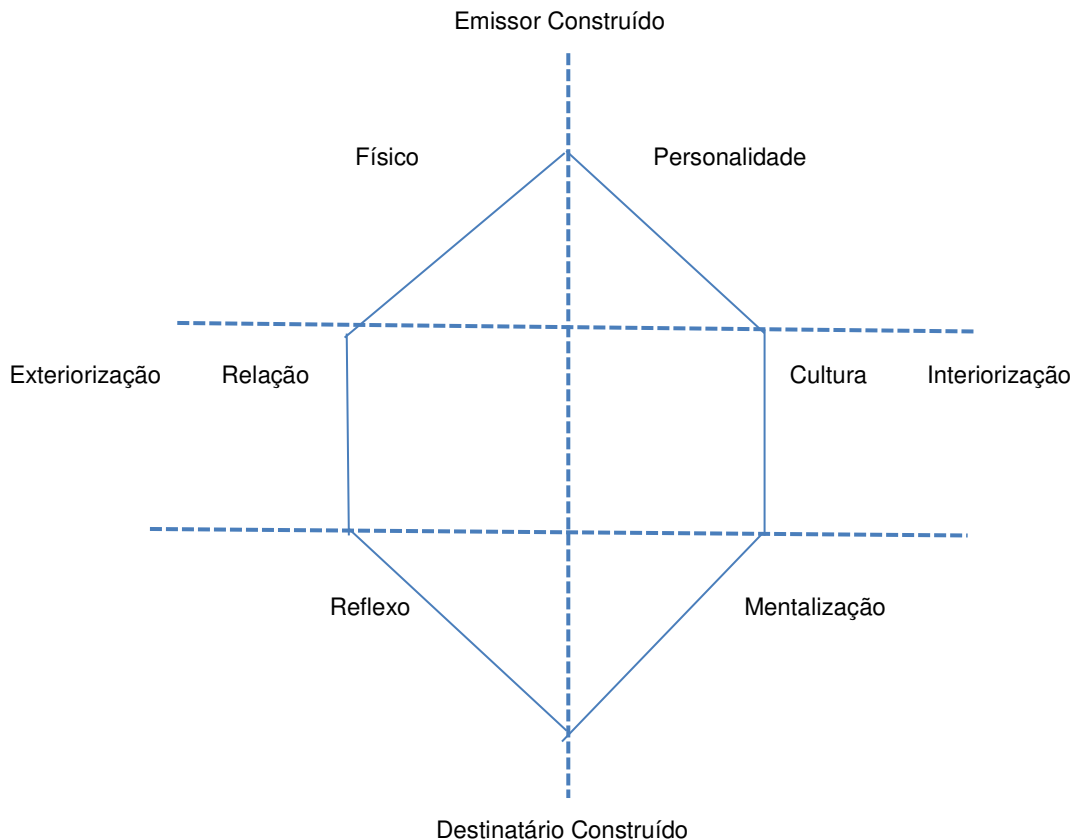 Emissor Construído
Físico Personalidade
Exteriorização Relação Cultura Interiorização
Reflexo Mentalização
Destinatário Construído